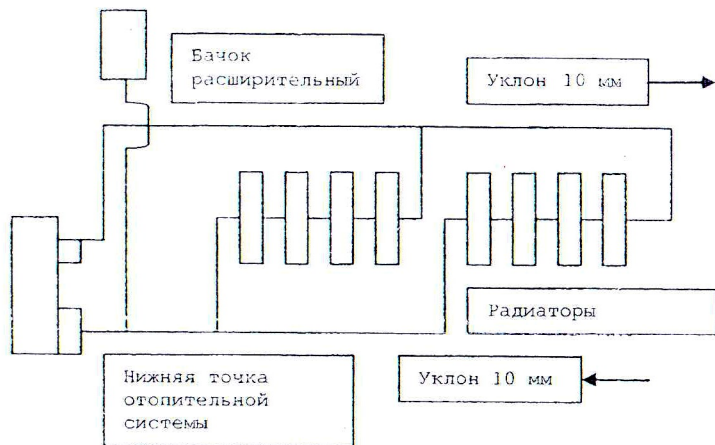 Бачок
расширительный
Уклон 10 мм
Радиаторы
Нижняя точка
отопительной
системы
Уклон 10 мм